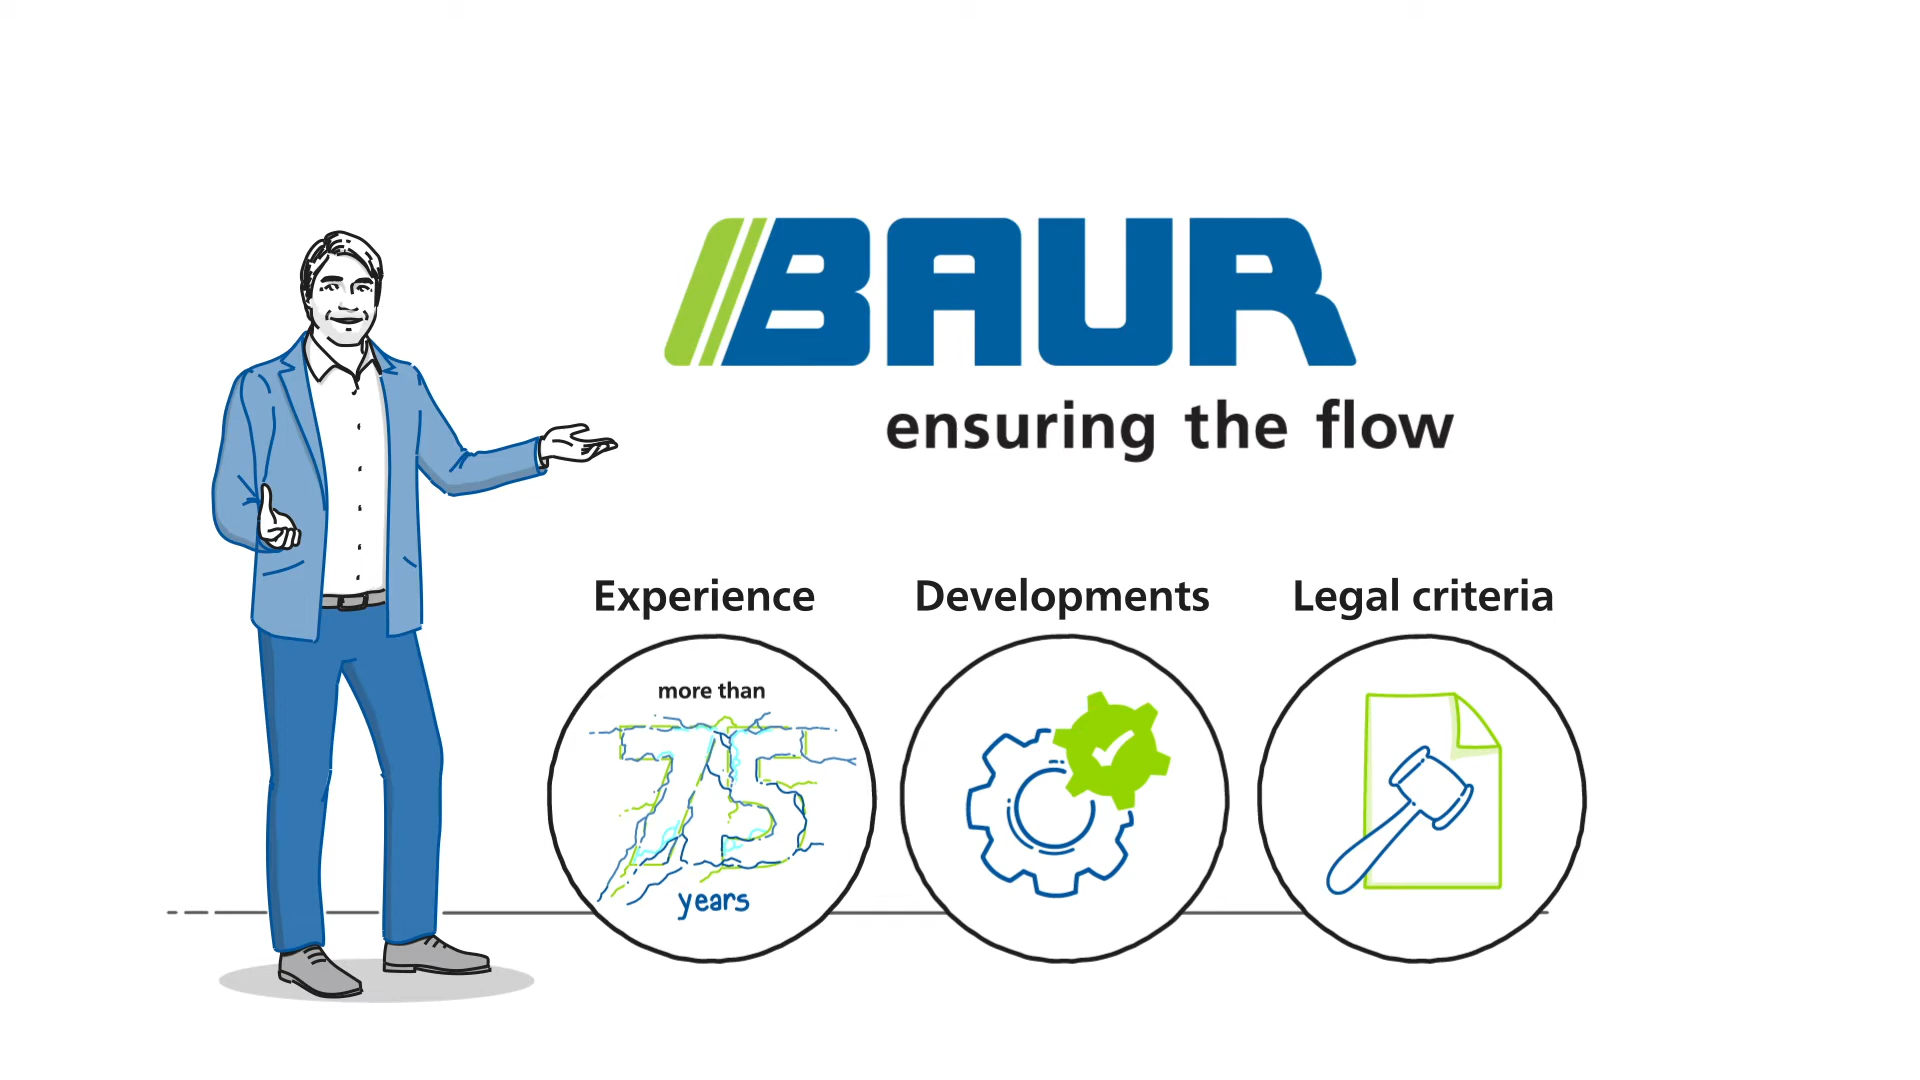 BAUR
ensuring the flow
Experience
Developments
Legal criteria
more than
75
years